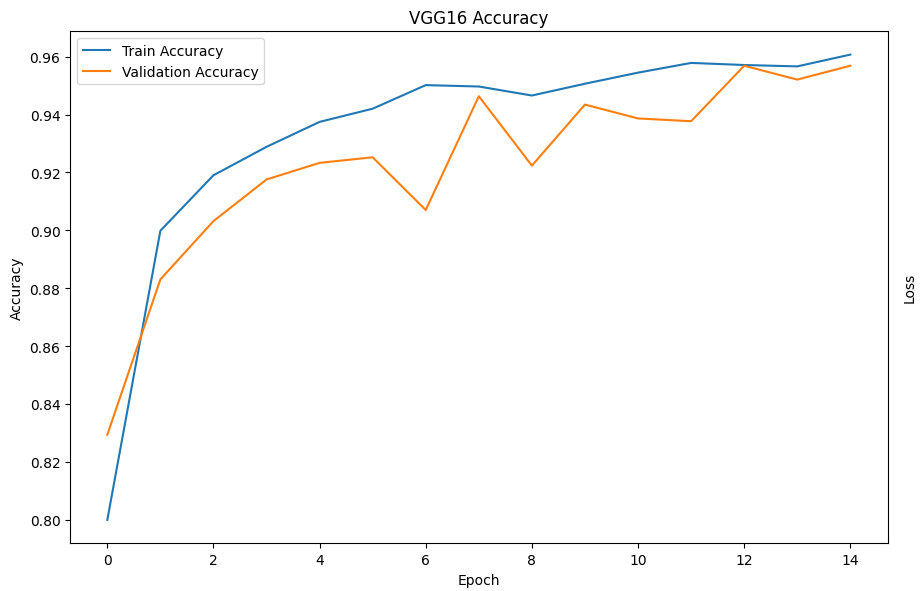 VGG16 Accuracy
Train Accuracy
Validation Accuracy
0.96
0.94
0.92
0.90
0.88
0.86
0.84
0.82
0.80
Accuracy
0 2 4 6 8 10 12 14
Epoch
Loss